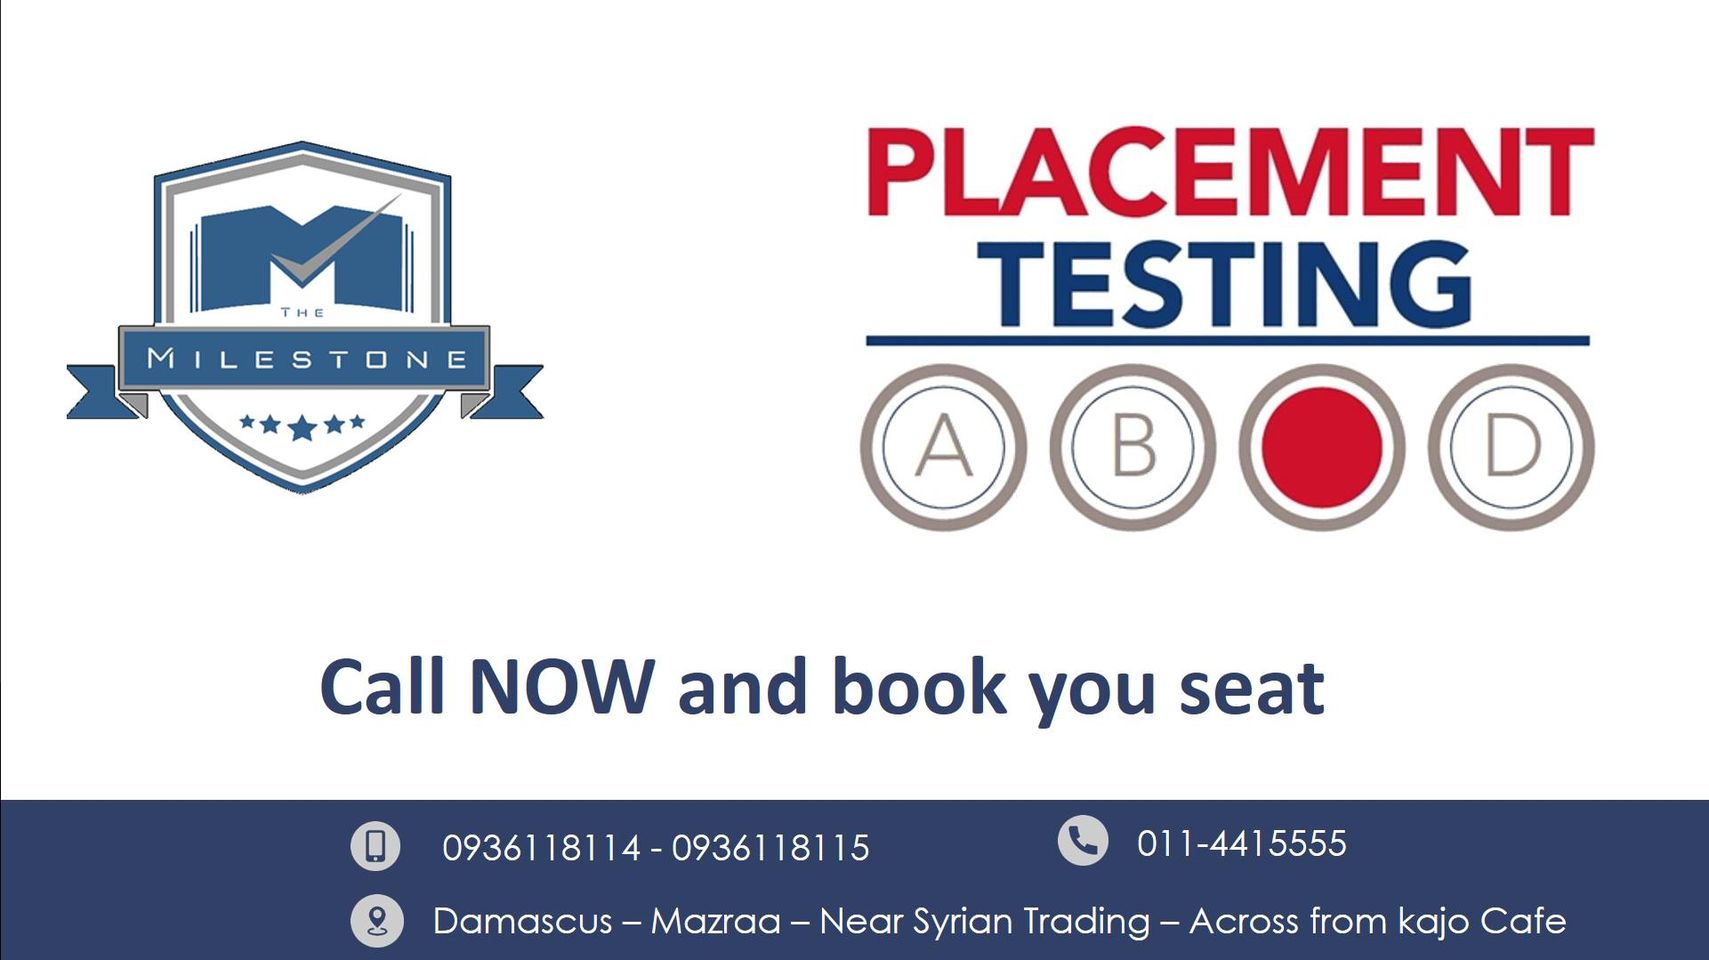 THE
MILESTONE
PLACEMENT
TESTING
A B D
Call NOW and book you seat
0936118114 - 0936118115
011-4415555
Damascus – Mazraa – Near Syrian Trading – Across from kajo Cafe